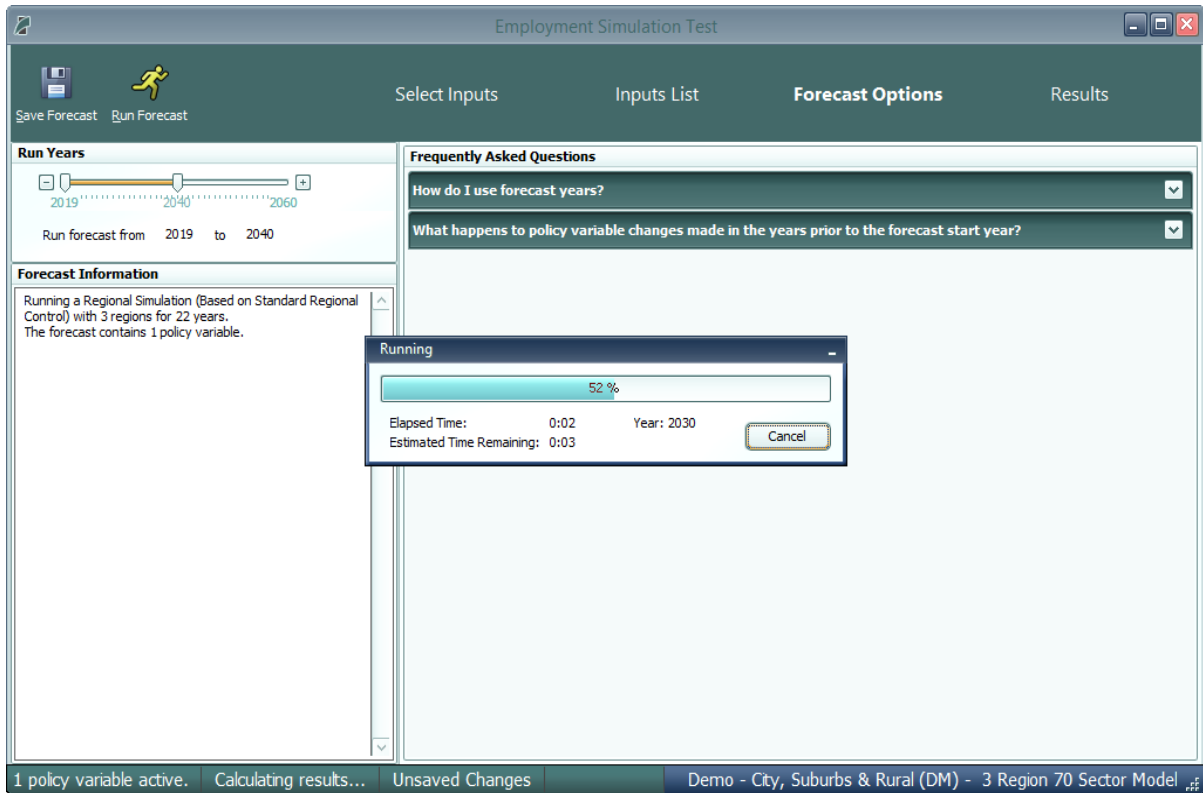 Employment Simulation Test
Save Forecast
Run Forecast
Select Inputs
Inputs List
Forecast Options
Results
Run Years
2019
2040
2060
Run forecast from 2019 to 2040
Forecast Information
Running a Regional Simulation (Based on Standard Regional
Control) with 3 regions for 22 years.
The forecast contains 1 policy variable.
Frequently Asked Questions
How do I use forecast years?
What happens to policy variable changes made in the years prior to the forecast start year?
Running
52 %
Elapsed Time: 0:02 Year: 2030
Estimated Time Remaining: 0:03
Cancel
1 policy variable active.
Calculating results...
Unsaved Changes
Demo - City, Suburbs & Rural (DM) - 3 Region 70 Sector Model